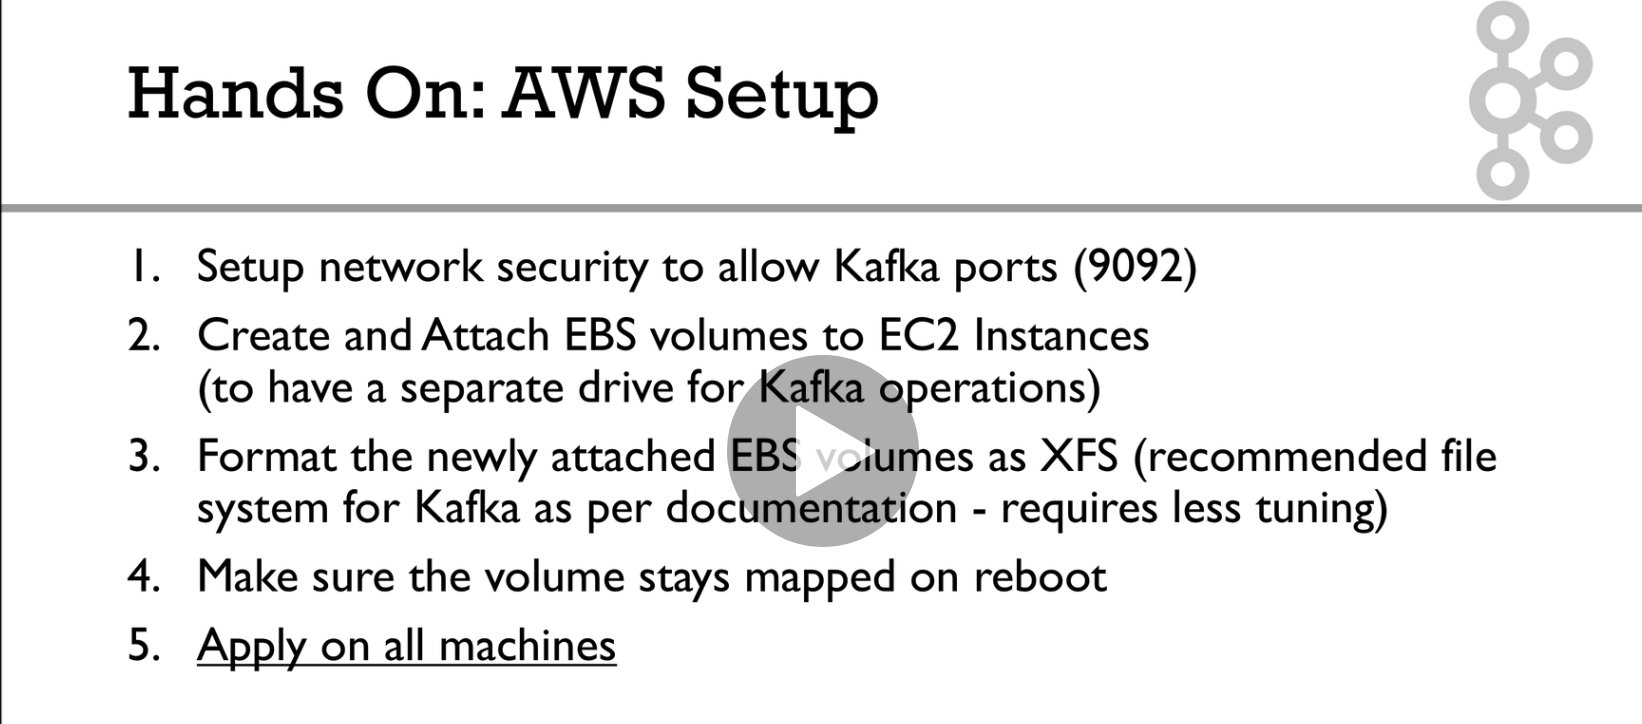 Hands On: AWS Setup
1. Setup network security to allow Kafka ports (9092)
2. Create and Attach EBS volumes to EC2 Instances
(to have a separate drive for Kafka operations)
3. Format the newly attached EBS volumes as XFS (recommended file
system for Kafka as per documentation - requires less tuning)
4. Make sure the volume stays mapped on reboot
5. Apply on all machines